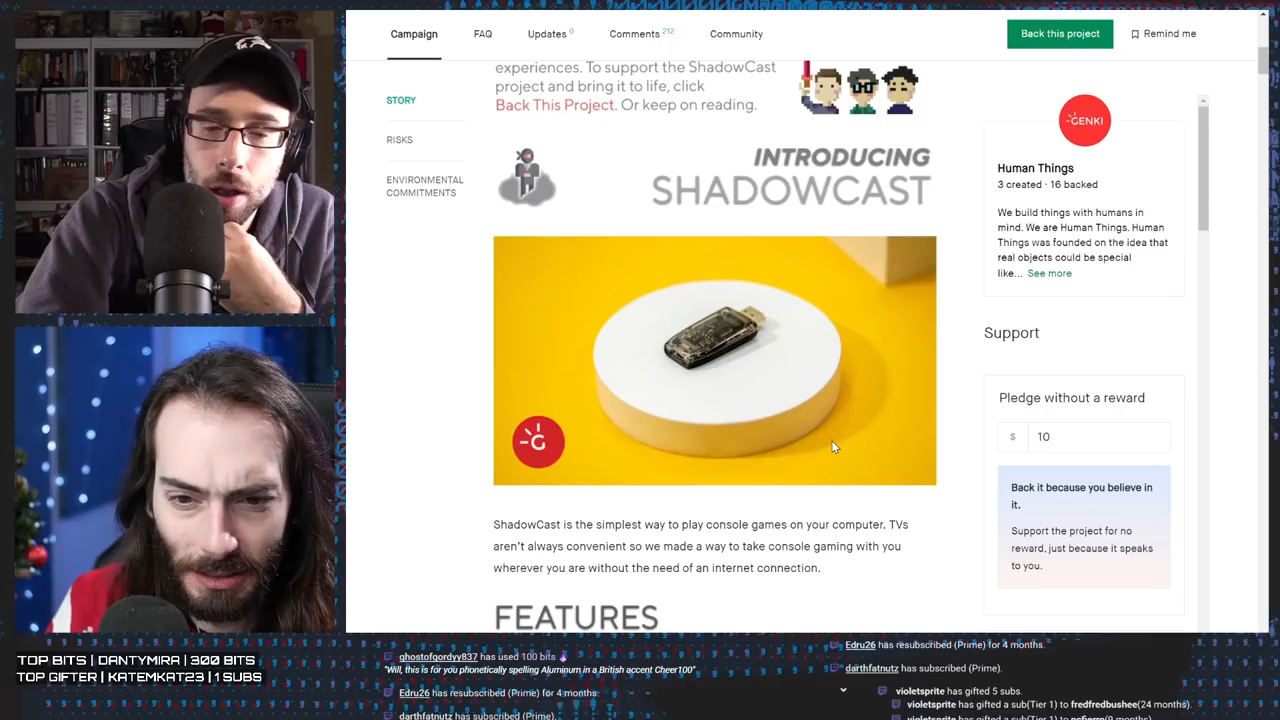 Campaign
FAQ
Updates 0
Comments 212
Community
Back this project
Remind me
STORY
RISKS
ENVIRONMENTAL
COMMITMENTS
experiences. To support the ShadowCast
project and bring it to life, click
Back This Project. Or keep on reading.
INTRODUCING
SHADOWCAST
G
ShadowCast is the simplest way to play console games on your computer. TVs
aren't always convenient so we made a way to take console gaming with you
wherever you are without the need of an internet connection.
FEATURES
GENKI
Human Things
3 created · 16 backed
We build things with humans in
mind. We are Human Things. Human
Things was founded on the idea that
real objects could be special
like... See more
Support
Pledge without a reward
$ 10
Back it because you believe in
it.
Support the project for no
reward, just because it speaks
to you.
TOP BITS | DANTYMIRA | 300 BITS
TOP GIFTER | KATEMKAT23 | 1 SUBS
ghostofgordyy837 has used 100 bits
"Will, this is for you phonetically spelling Aluminum in a British accent Cheer100"
Edru26 has resubscribed (Prime) for 4 months.
darthfatnutz has subscribed (Prime).
Edru26 has resubscribed (Prime) for 4 months.
darthfatnutz has subscribed (Prime).
violetsprite has gifted 5 subs.
violetsprite has gifted a sub(Tier 1) to fredfredbushee(24 months).